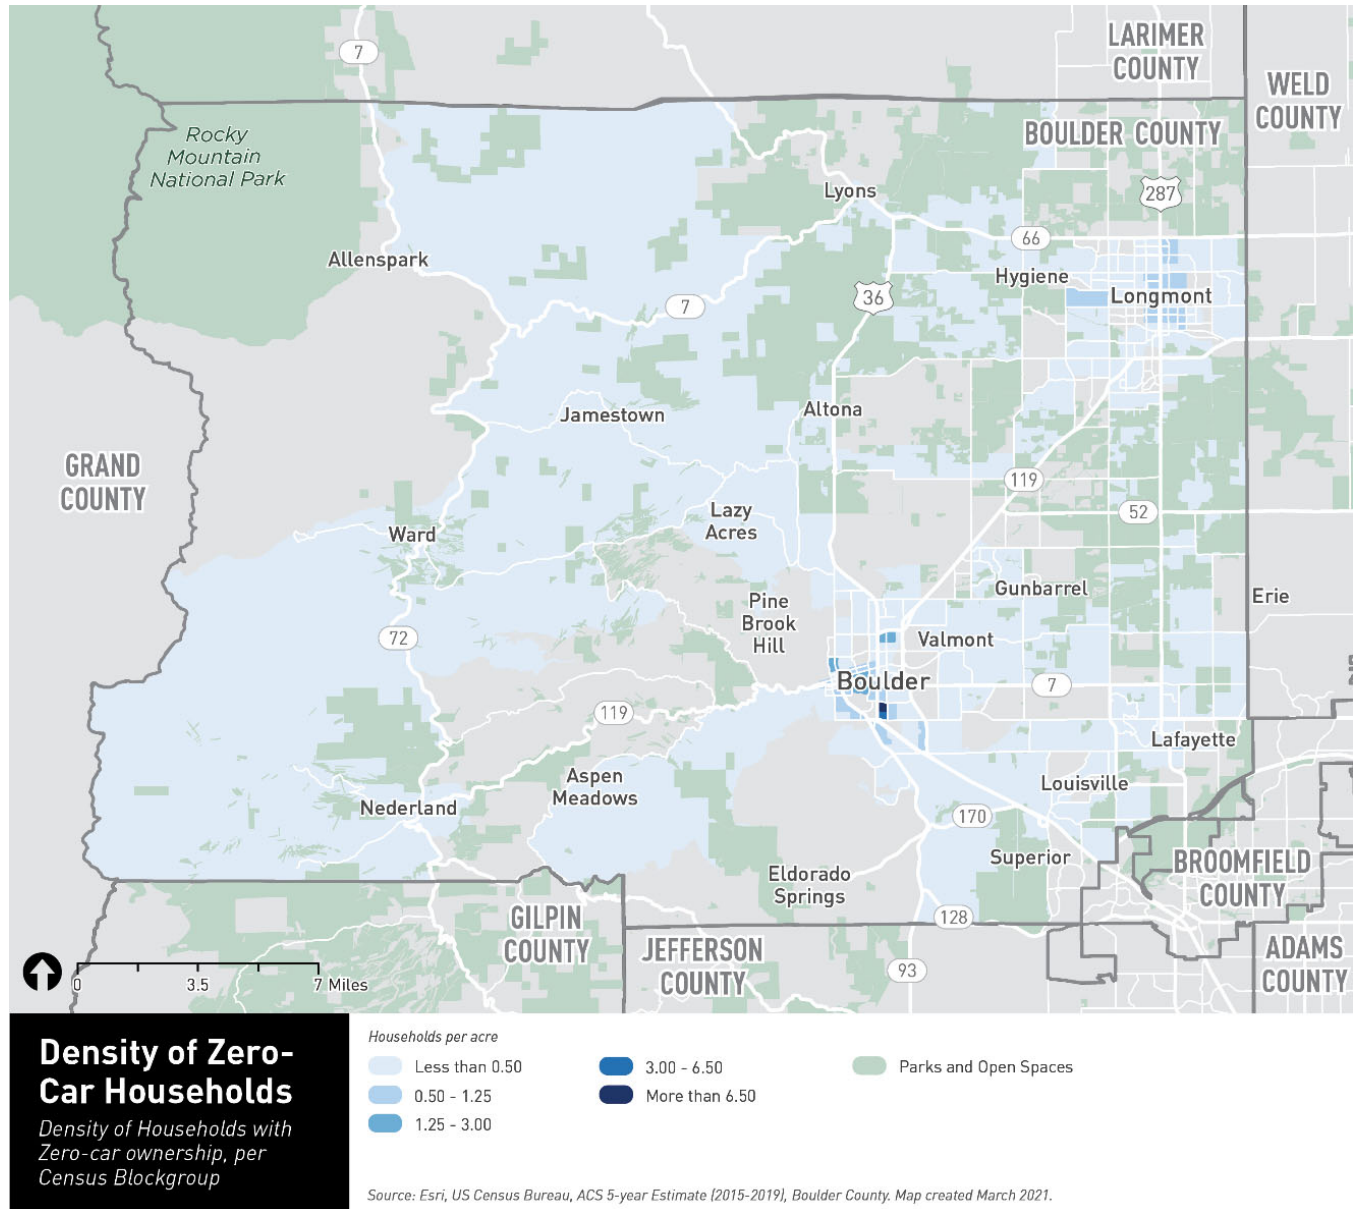 7
LARIMER
COUNTY
WELD
COUNTY
Rocky
Mountain
National Park
BOULDER COUNTY
Lyons
287
66
Allenspark
Hygiene
Longmont
36
7
Jamestown
Altona
GRAND
COUNTY
119
52
Lazy
Acres
Ward
Gunbarrel
Erie
Pine
Brook
Hill
72
Valmont
Boulder
7
119
Lafayette
Aspen
Meadows
Louisville
Nederland
170
Superior
BROOMFIELD
COUNTY
Eldorado
Springs
GILPIN
COUNTY
128
JEFFERSON
COUNTY
93
ADAMS
COUNTY
0 3.5 7 Miles
Density of Zero-
Car Households
Density of Households with
Zero-car ownership, per
Census Blockgroup
Households per acre
Less than 0.50
0.50 - 1.25
1.25 - 3.00
3.00 - 6.50
More than 6.50
Parks and Open Spaces
Source: Esri, US Census Bureau, ACS 5-year Estimate (2015-2019), Boulder County. Map created March 2021.